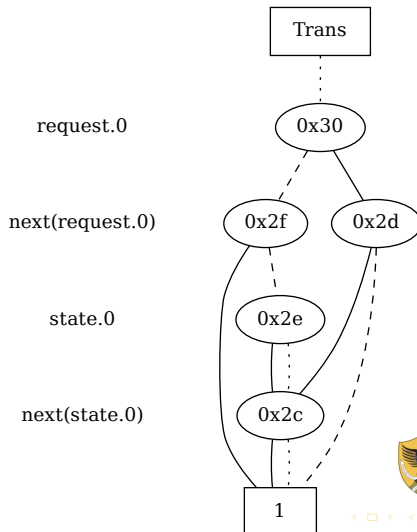 Trans
request.0 0x30
next(request.0) 0x2f 0x2d
state.0 0x2e
next(state.0) 0x2c
1